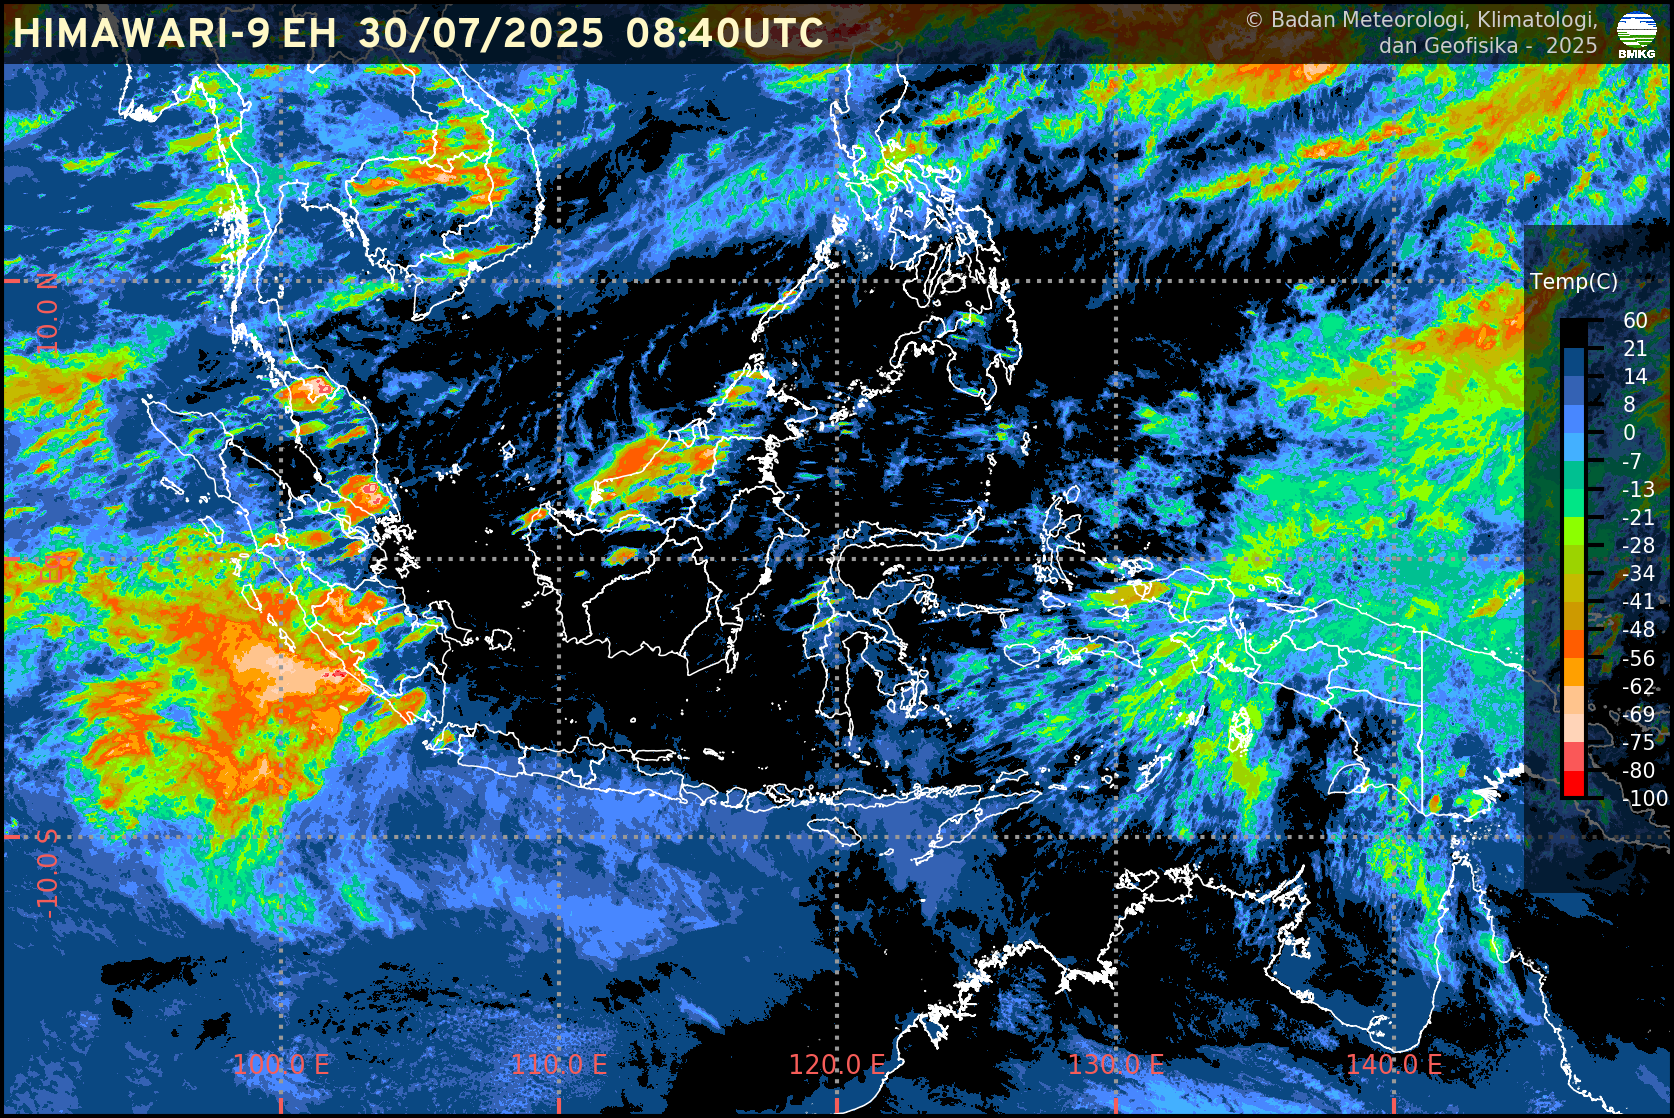 HIMAWARI-9 EH  30/07/2025  08:40UTC
© Badan Meteorologi, Klimatologi,
dan Geofisika -  2025
BMKG
Temp(C)
60
21
14
8
0
-7
-13
-21
-28
-34
-41
-48
-56
-62
-69
-75
-80
-100
10.0 N
-10.0 S
100.0 E
110.0 E
120.0 E
130.0 E
140.0 E